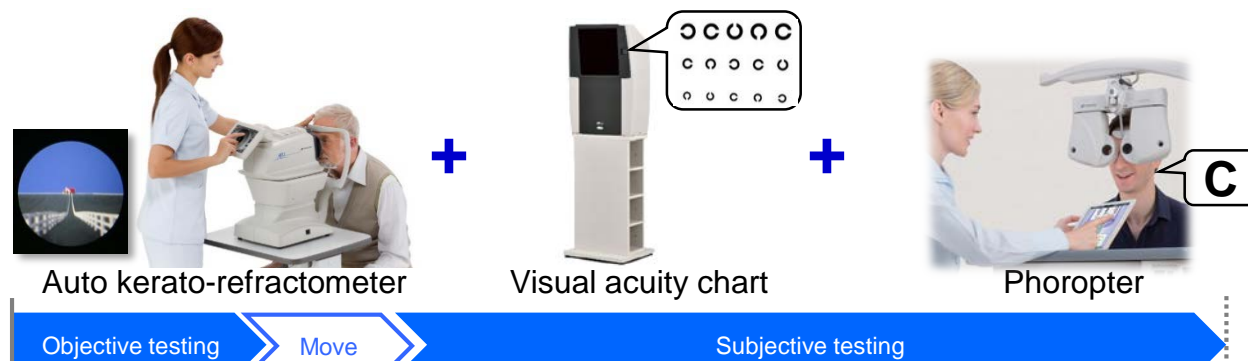 C
Auto kerato-refractometer
Visual acuity chart
Phoropter
Objective testing
Move
Subjective testing